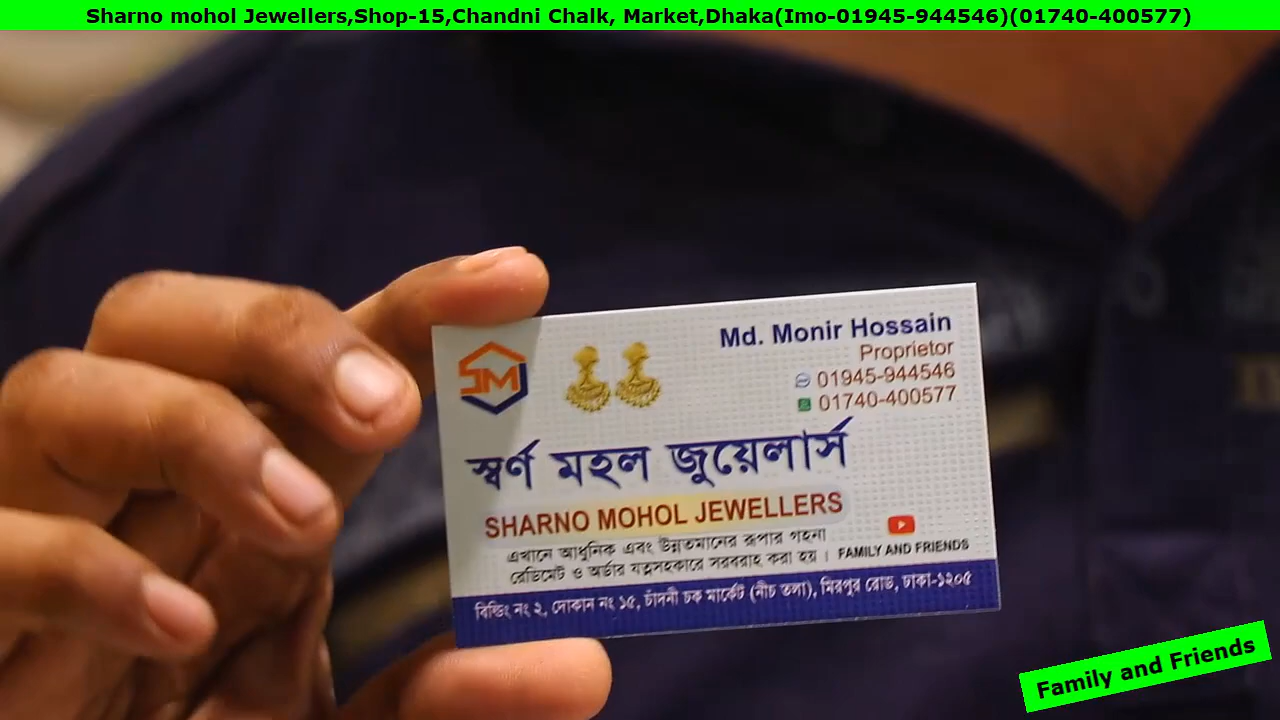 Sharno mohol Jewellers,Shop-15,Chandni Chalk, Market,Dhaka(Imo-01945-944546)(01740-400577)
SM
Md. Monir Hossain
Proprietor
01945-944546
01740-400577
স্বর্ণ মহল জুয়েলার্স
SHARNO MOHOL JEWELLERS
এখানে আধুনিক এবং উন্নতমানের রূপার গহনা
রেডিমেট ও অর্ডার যত্নসহকারে সরবরাহ করা হয় ।
FAMILY AND FRIENDS
বিল্ডিং নং ২, দোকান নং ১৫, চাঁদনী চক মার্কেট (নীচ তলা), মিরপুর রোড, ঢাকা-১২০৫
Family and Friends